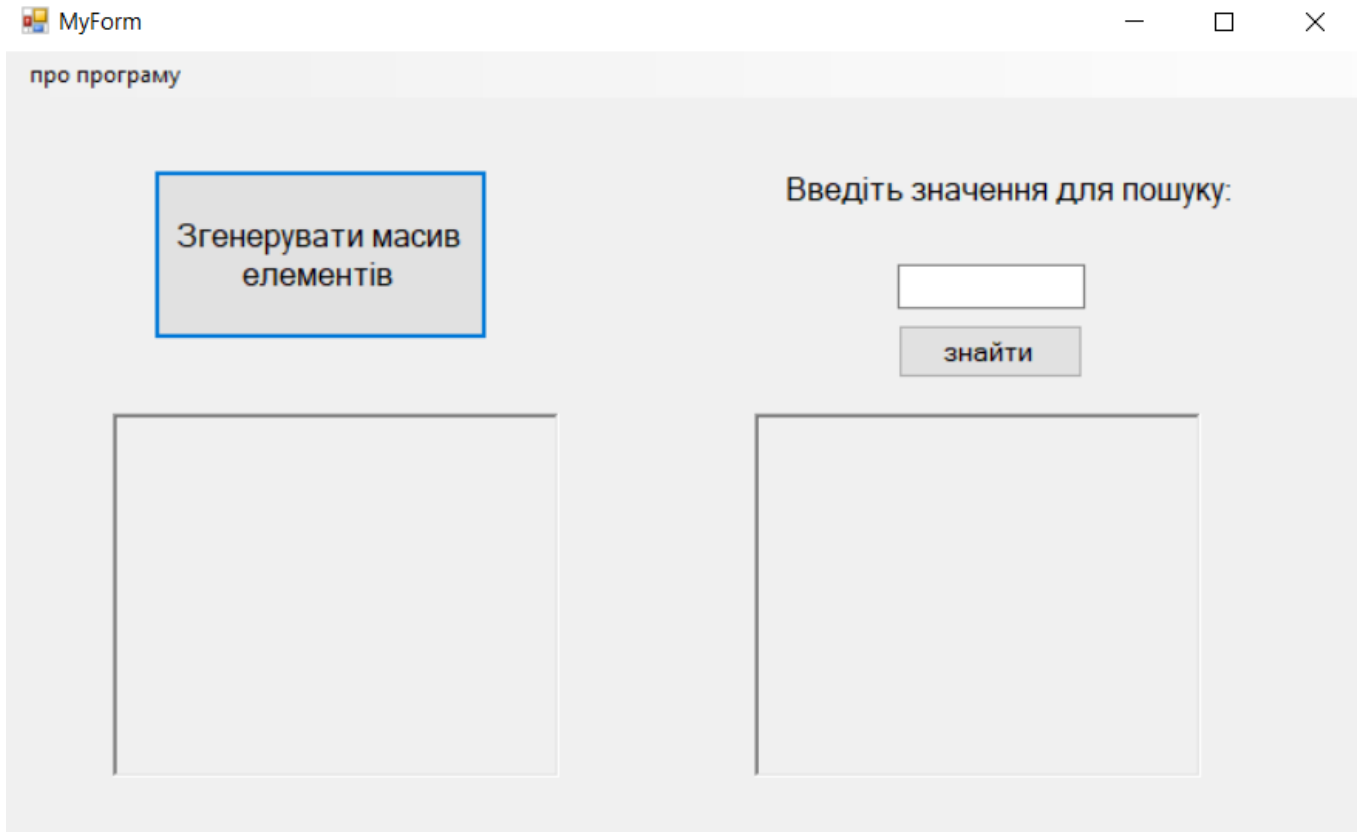 MyForm
про програму
Згенерувати масив
елементів
Введіть значення для пошуку:
знайти